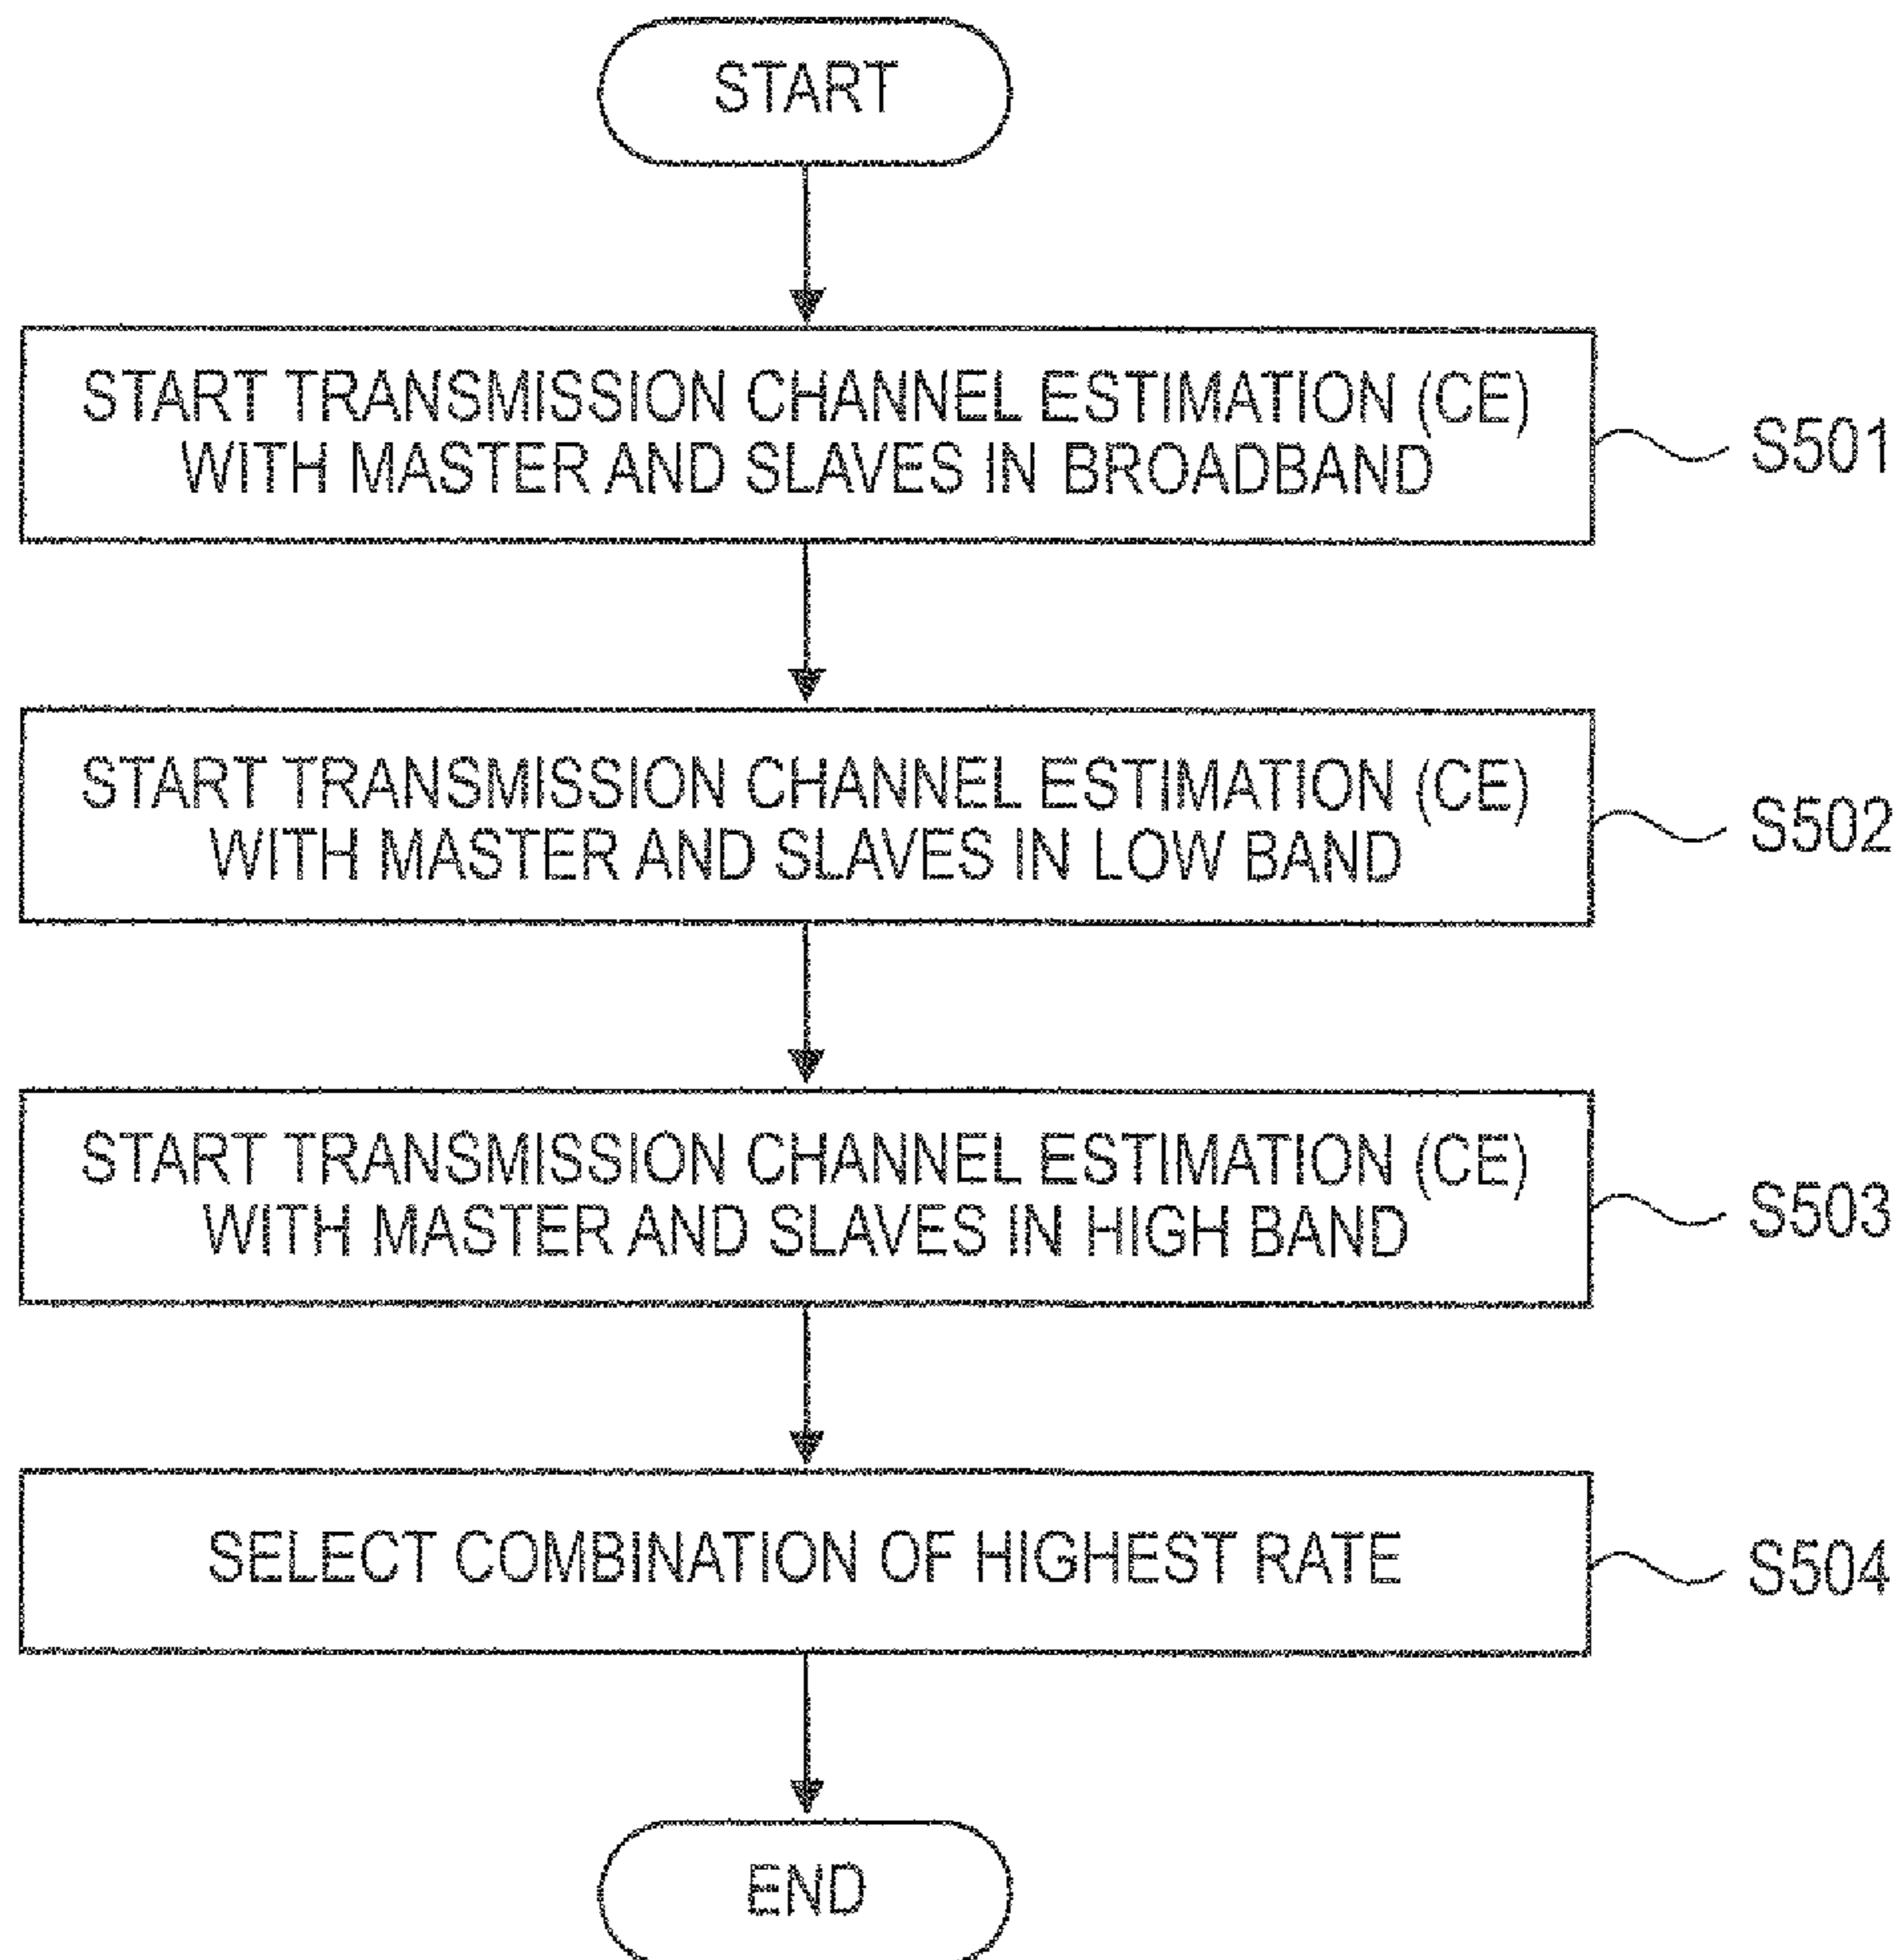 START
START TRANSMISSION CHANNEL ESTIMATION (CE)
WITH MASTER AND SLAVES IN BROADBAND
S501
START TRANSMISSION CHANNEL ESTIMATION (CE)
WITH MASTER AND SLAVES IN LOW BAND
S502
START TRANSMISSION CHANNEL ESTIMATION (CE)
WITH MASTER AND SLAVES IN HIGH BAND
S503
SELECT COMBINATION OF HIGHEST RATE
S504
END